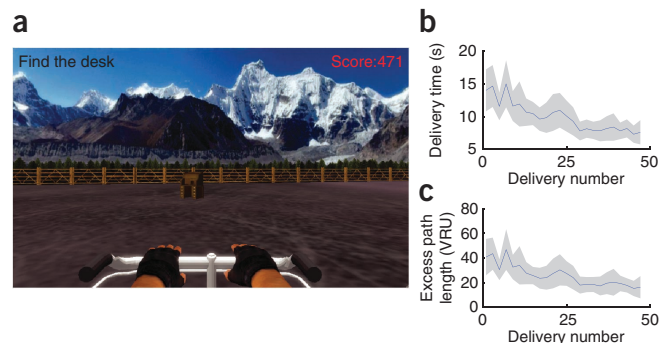 a
Find the desk
Score:471
b
Delivery time (s)
20
15
10
5
0
25
50
Delivery number
c
Excess path
length (VRU)
80
60
40
20
0
0
25
50
Delivery number